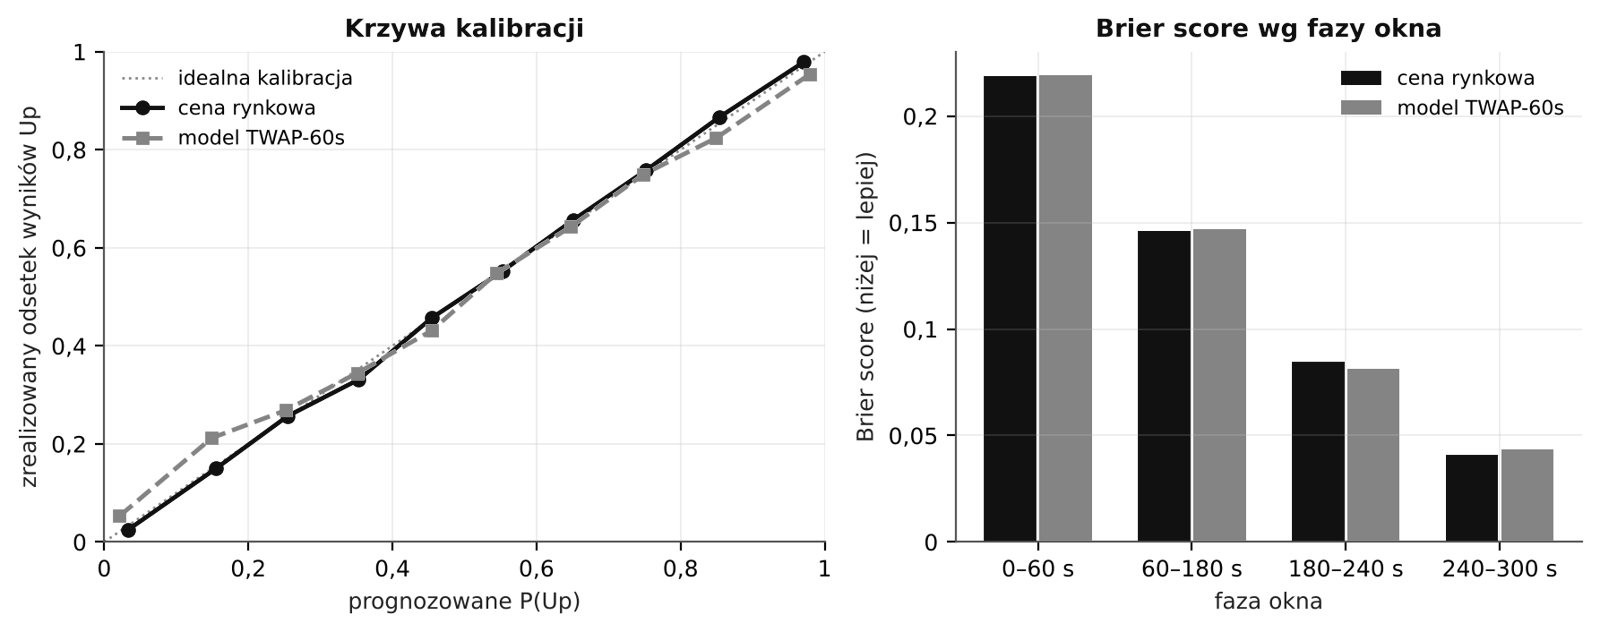 Krzywa kalibracji
idealna kalibracja
cena rynkowa
model TWAP-60s
zrealizowany odsetek wyników Up
1
0,8
0,6
0,4
0,2
0
0 0,2 0,4 0,6 0,8 1
prognozowane P(Up)
Brier score wg fazy okna
cena rynkowa
model TWAP-60s
Brier score (niżej = lepiej)
0,2
0,15
0,1
0,05
0
0–60 s 60–180 s 180–240 s 240–300 s
faza okna